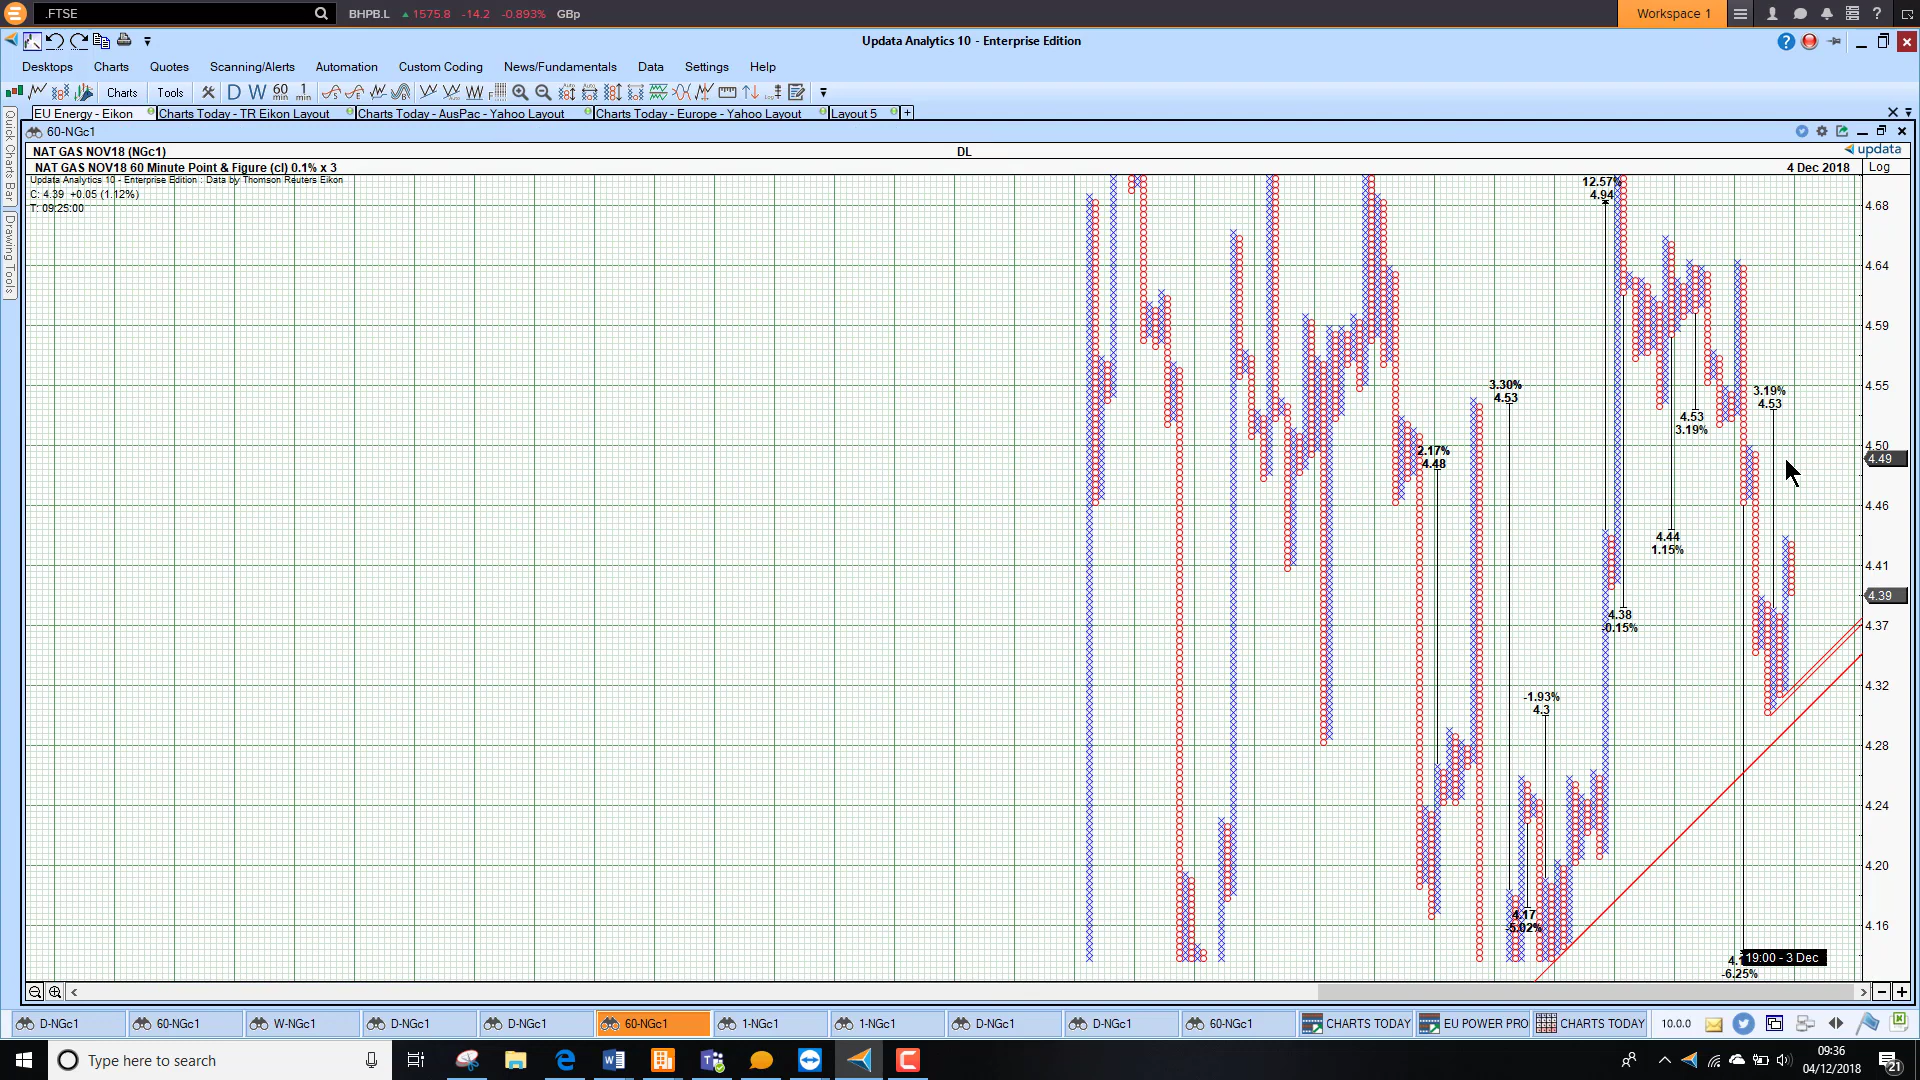 .FTSE
BHPB.L 1575.8 -14.2 -0.893% GBp
Workspace 1
Updata Analytics 10 - Enterprise Edition
Desktops Charts Quotes Scanning/Alerts Automation Custom Coding News/Fundamentals Data Settings Help
Charts Tools D W 60 min 1 min
EU Energy - Eikon Charts Today - TR Eikon Layout Charts Today - AusPac - Yahoo Layout Charts Today - Europe - Yahoo Layout Layout 5 +
60-NGc1
NAT GAS NOV18 (NGc1) DL updata
NAT GAS NOV18 60 Minute Point & Figure (cl) 0.1% x 3 4 Dec 2018 Log
Updata Analytics 10 - Enterprise Edition : Data by Thomson Reuters Eikon
C: 4.39 +0.05 (1.12%)
T: 09:25:00
Quick Charts Bar
Drawing Tools
12.57%
4.94
3.30%
4.53
3.19%
4.53
4.53
3.19%
2.17%
4.48
4.44
1.15%
4.38
-0.15%
-1.93%
4.3
4.17
-5.02%
19:00 - 3 Dec
-6.25%
4.68
4.64
4.59
4.55
4.50
4.49
4.46
4.41
4.39
4.37
4.32
4.28
4.24
4.20
4.16
D-NGc1 60-NGc1 W-NGc1 D-NGc1 D-NGc1 60-NGc1 1-NGc1 1-NGc1 D-NGc1 D-NGc1 60-NGc1 CHARTS TODAY EU POWER PRO CHARTS TODAY 10.0.0
Type here to search
09:36
04/12/2018
21